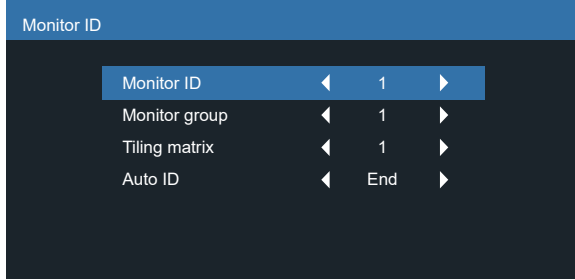 Monitor ID
Monitor ID 1
Monitor group 1
Tiling matrix 1
Auto ID End